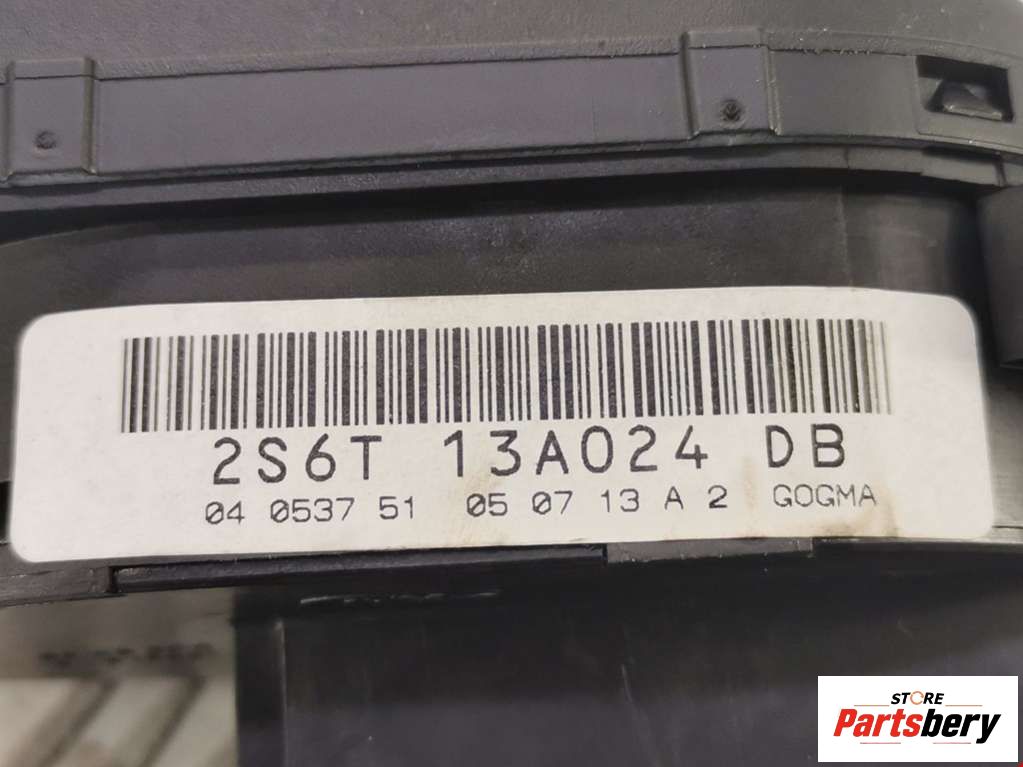 2S6T 13A024 DB
04 0537 51 05 07 13 A 2 GOGMA
STORE
Partsbery